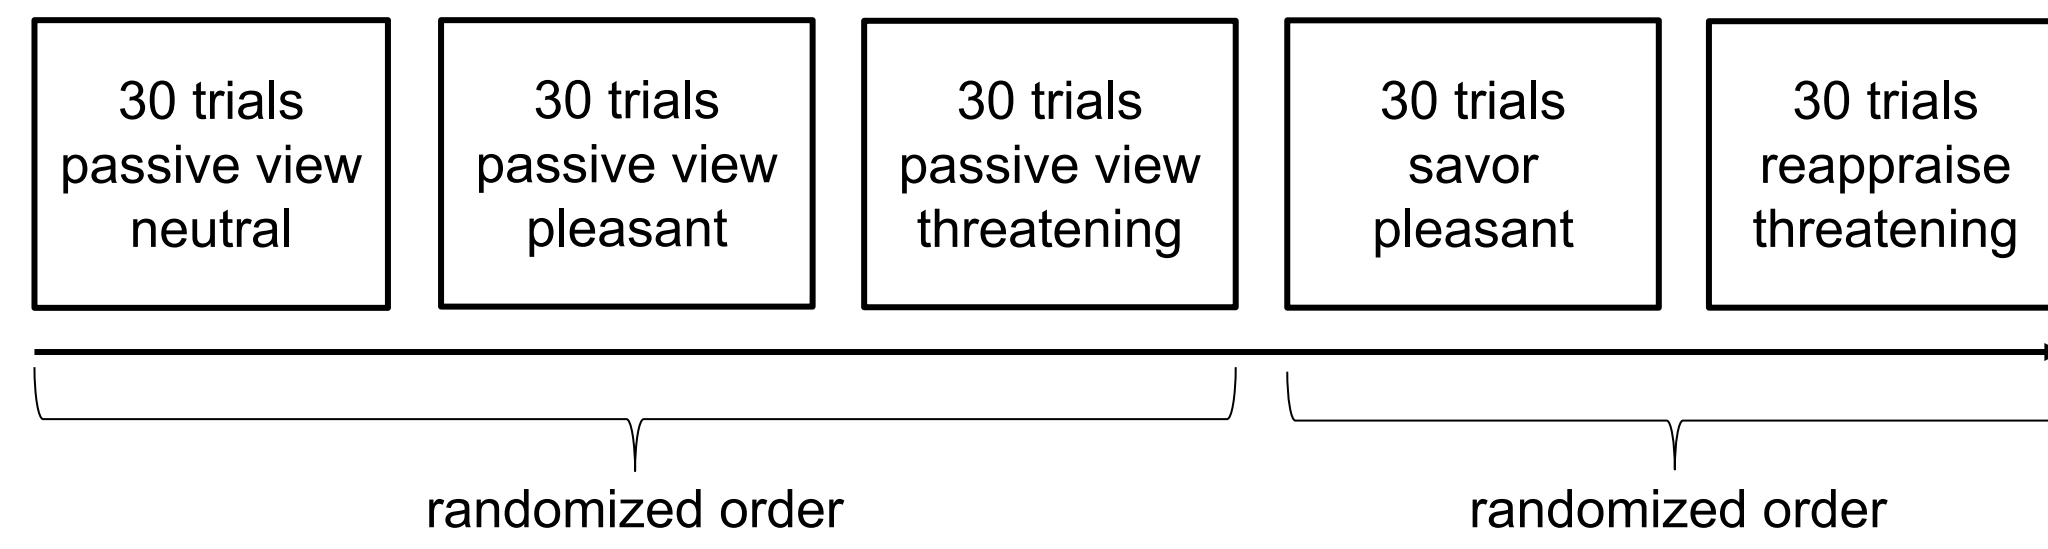 30 trials
passive view
neutral
30 trials
passive view
pleasant
30 trials
passive view
threatening
30 trials
savor
pleasant
30 trials
reappraise
threatening
randomized order
randomized order